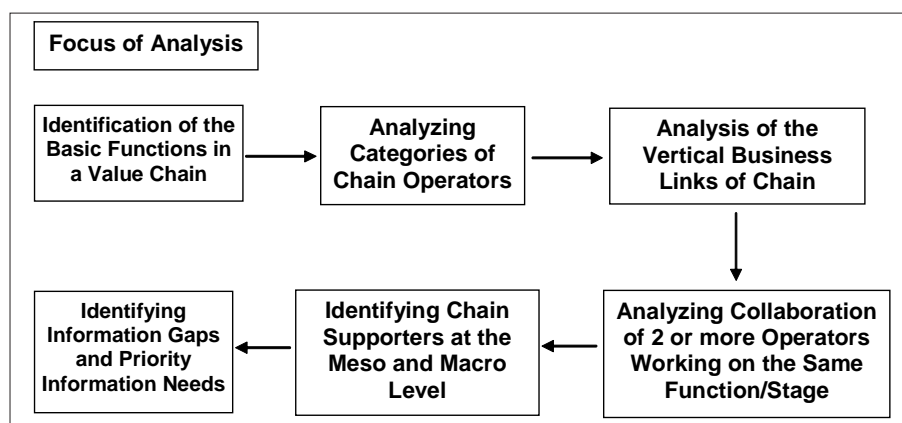 Focus of Analysis
Identification of the
Basic Functions in
a Value Chain
Analyzing
Categories of
Chain Operators
Analysis of the
Vertical Business
Links of Chain
Analyzing Collaboration
of 2 or more Operators
Working on the Same
Function/Stage
Identifying Chain
Supporters at the
Meso and Macro
Level
Identifying
Information Gaps
and Priority
Information Needs